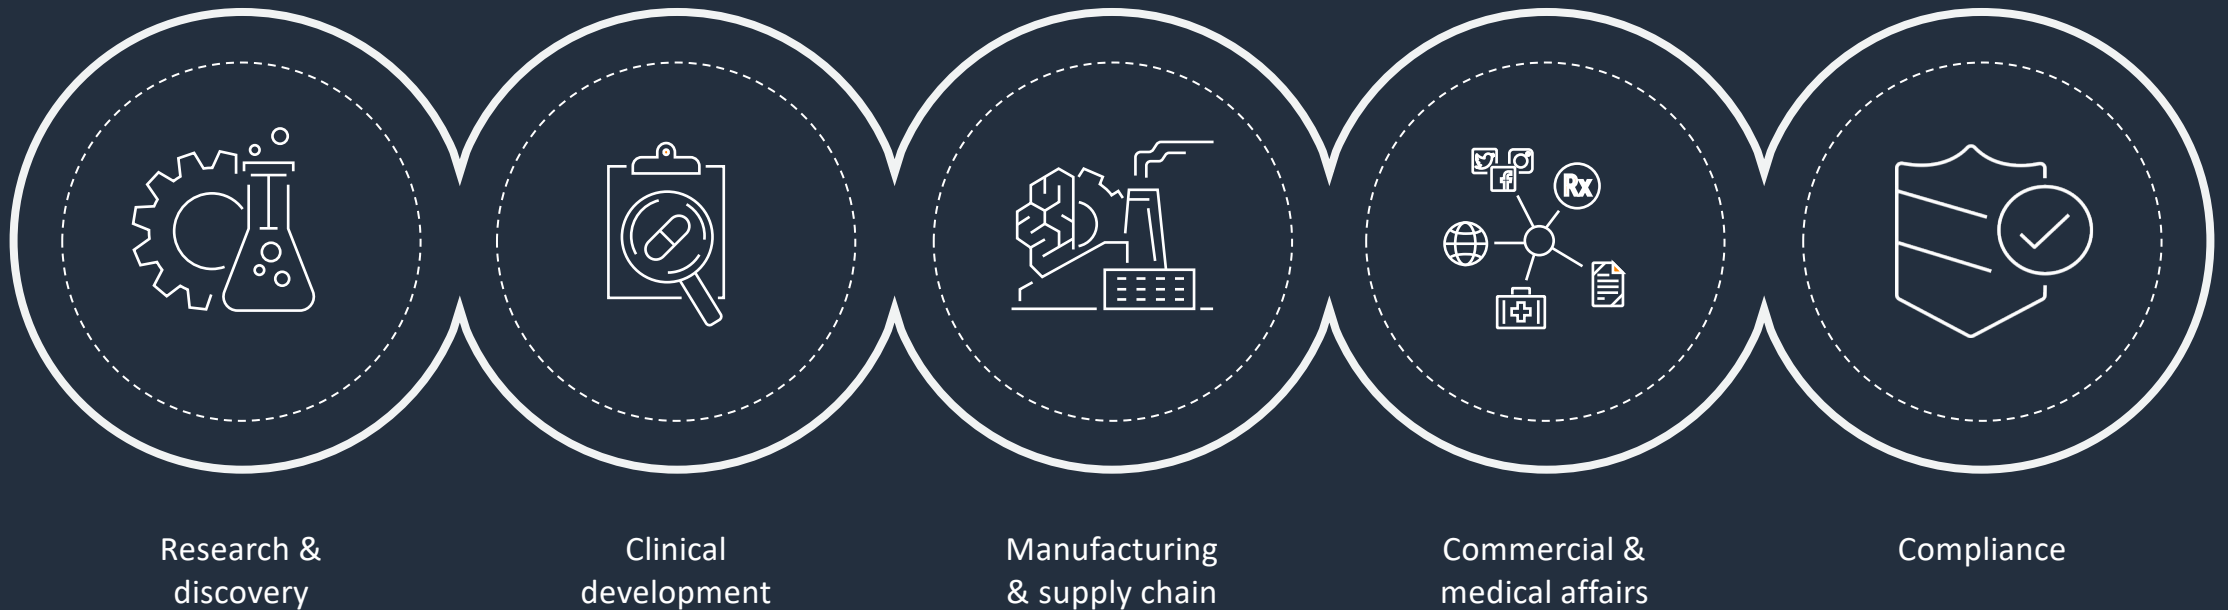 Rx
Research &
discovery
Clinical
development
Manufacturing
& supply chain
Commercial &
medical affairs
Compliance